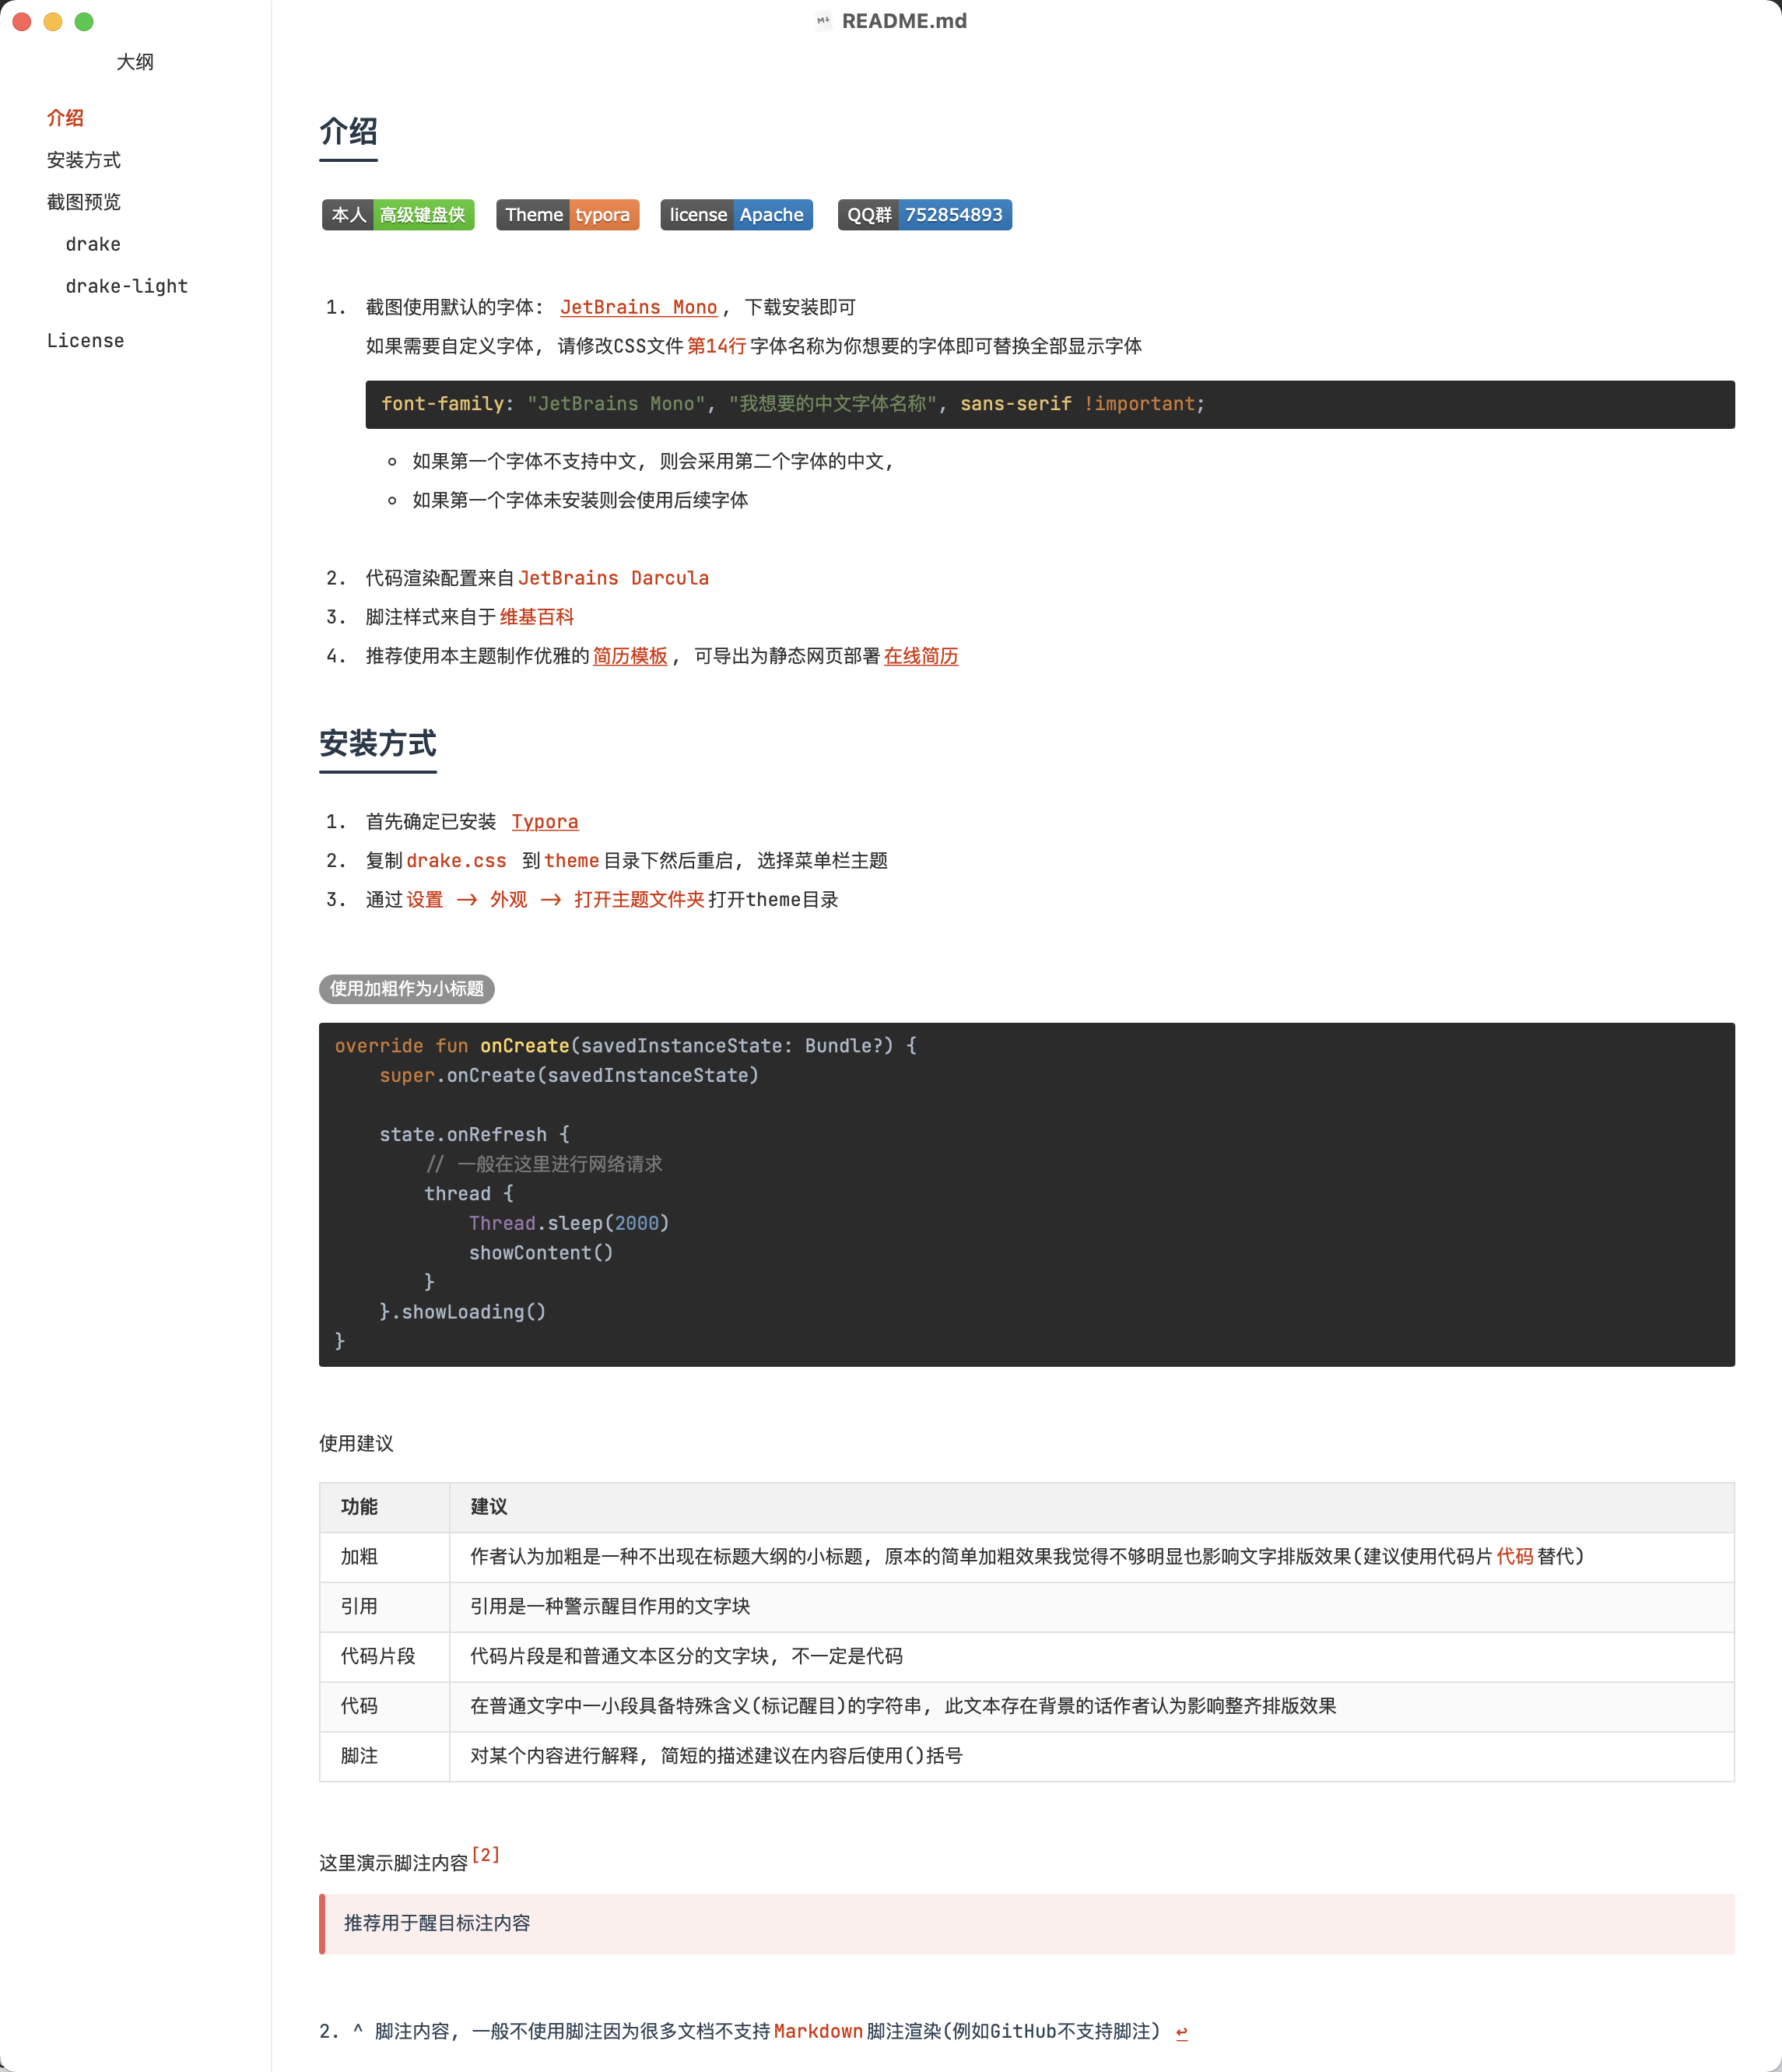 README.md
大纲
介绍
安装方式
截图预览
drake
drake-light
License
介绍
本人 高级键盘侠 Theme typora license Apache QQ群 752854893
1. 截图使用默认的字体: JetBrains Mono, 下载安装即可
如果需要自定义字体, 请修改CSS文件第14行字体名称为你想要的字体即可替换全部显示字体
font-family: "JetBrains Mono", "我想要的中文字体名称", sans-serif !important;
如果第一个字体不支持中文, 则会采用第二个字体的中文,
如果第一个字体未安装则会使用后续字体
2. 代码渲染配置来自JetBrains Darcula
3. 脚注样式来自于维基百科
4. 推荐使用本主题制作优雅的简历模板, 可导出为静态网页部署在线简历
安装方式
1. 首先确定已安装 Typora
2. 复制drake.css 到theme目录下然后重启, 选择菜单栏主题
3. 通过设置 -> 外观 -> 打开主题文件夹打开theme目录
使用加粗作为小标题
override fun onCreate(savedInstanceState: Bundle?) {
    super.onCreate(savedInstanceState)
    state.onRefresh {
        // 一般在这里进行网络请求
        thread {
            Thread.sleep(2000)
            showContent()
        }
    }.showLoading()
}
使用建议
功能 建议
加粗 作者认为加粗是一种不出现在标题大纲的小标题, 原本的简单加粗效果我觉得不够明显也影响文字排版效果(建议使用代码片代码替代)
引用 引用是一种警示醒目作用的文字块
代码片段 代码片段是和普通文本区分的文字块, 不一定是代码
代码 在普通文字中一小段具备特殊含义(标记醒目)的字符串, 此文本存在背景的话作者认为影响整齐排版效果
脚注 对某个内容进行解释, 简短的描述建议在内容后使用()括号
这里演示脚注内容[2]
推荐用于醒目标注内容
2. ^ 脚注内容, 一般不使用脚注因为很多文档不支持Markdown脚注渲染(例如GitHub不支持脚注) ↩